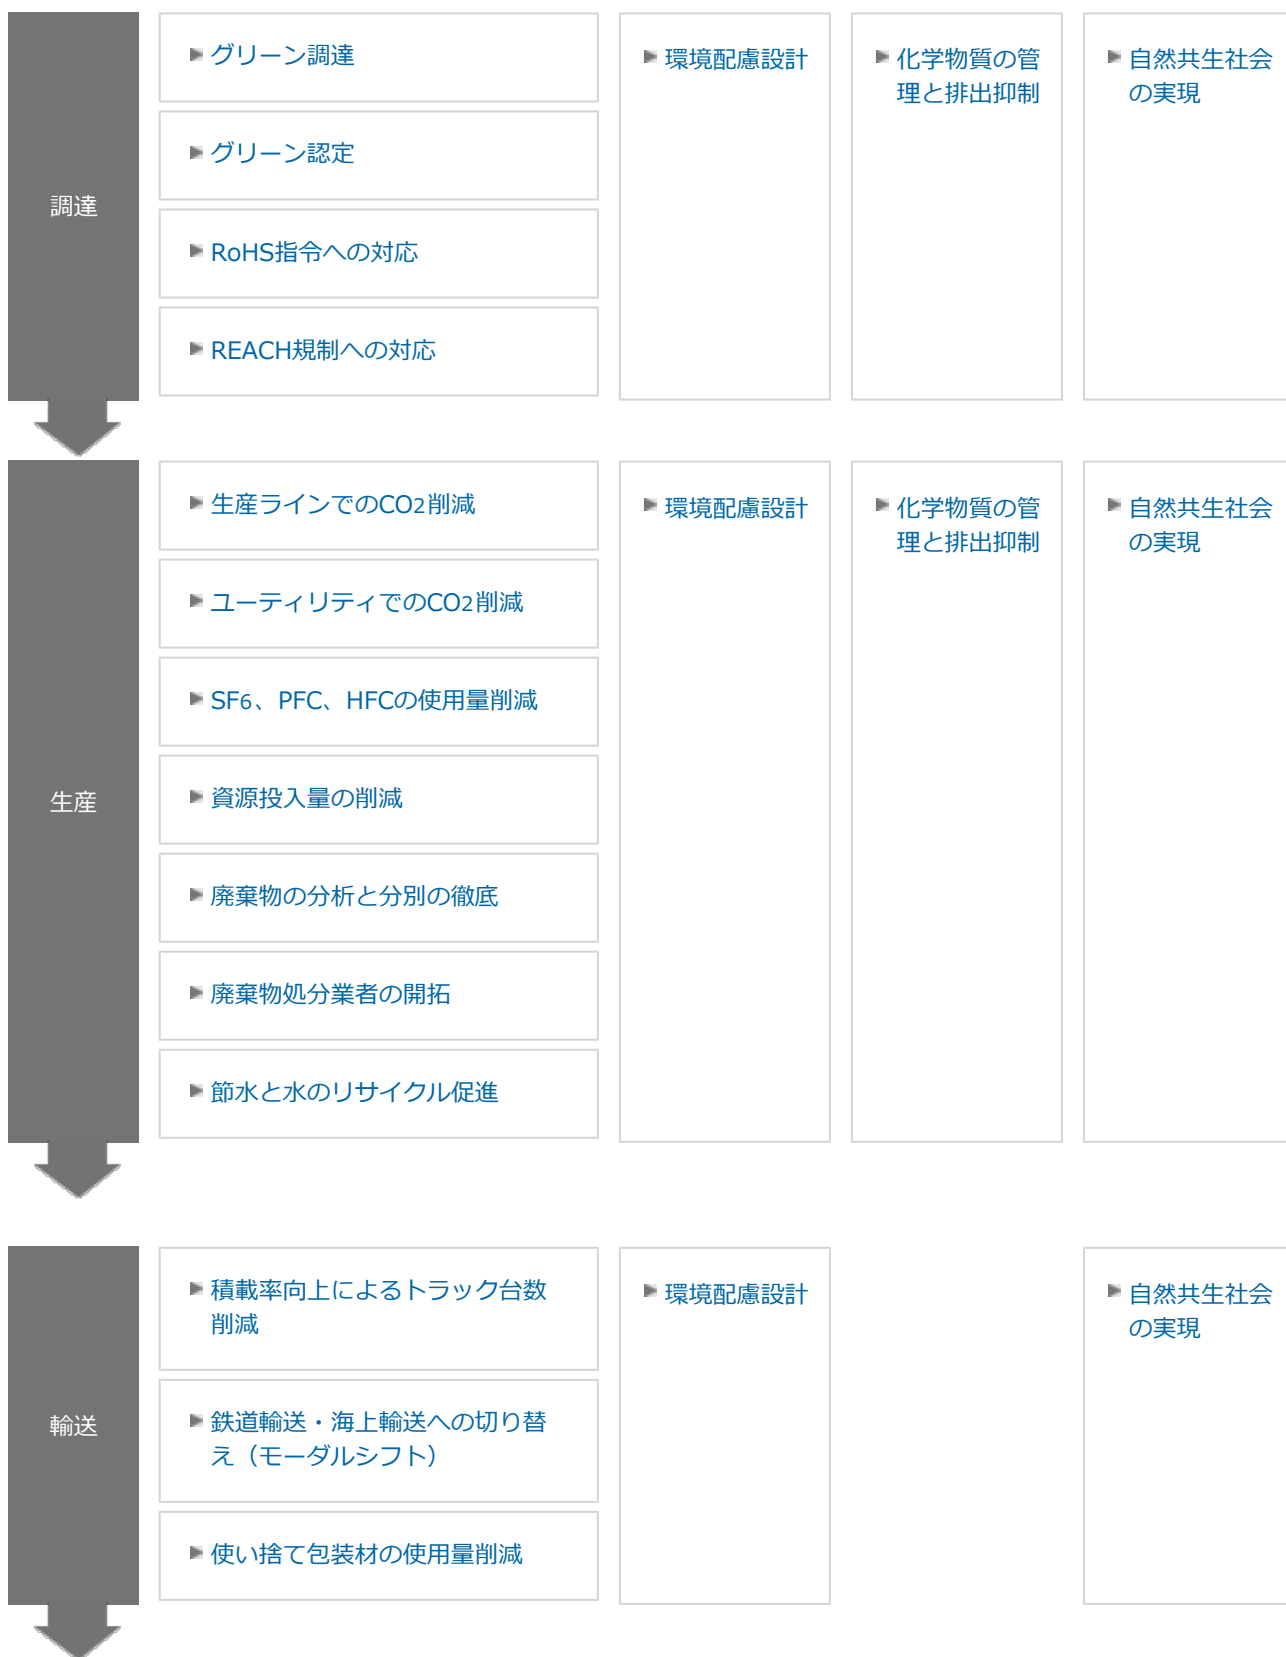 調達
グリーン調達
グリーン認定
RoHS指令への対応
REACH規制への対応
環境配慮設計
化学物質の管
理と排出抑制
自然共生社会
の実現
生産
生産ラインでのCO2削減
ユーティリティでのCO2削減
SF6、PFC、HFCの使用量削減
資源投入量の削減
廃棄物の分析と分別の徹底
廃棄物処分業者の開拓
節水と水のリサイクル促進
環境配慮設計
化学物質の管
理と排出抑制
自然共生社会
の実現
輸送
積載率向上によるトラック台数
削減
鉄道輸送・海上輸送への切り替
え（モーダルシフト）
使い捨て包装材の使用量削減
環境配慮設計
自然共生社会
の実現